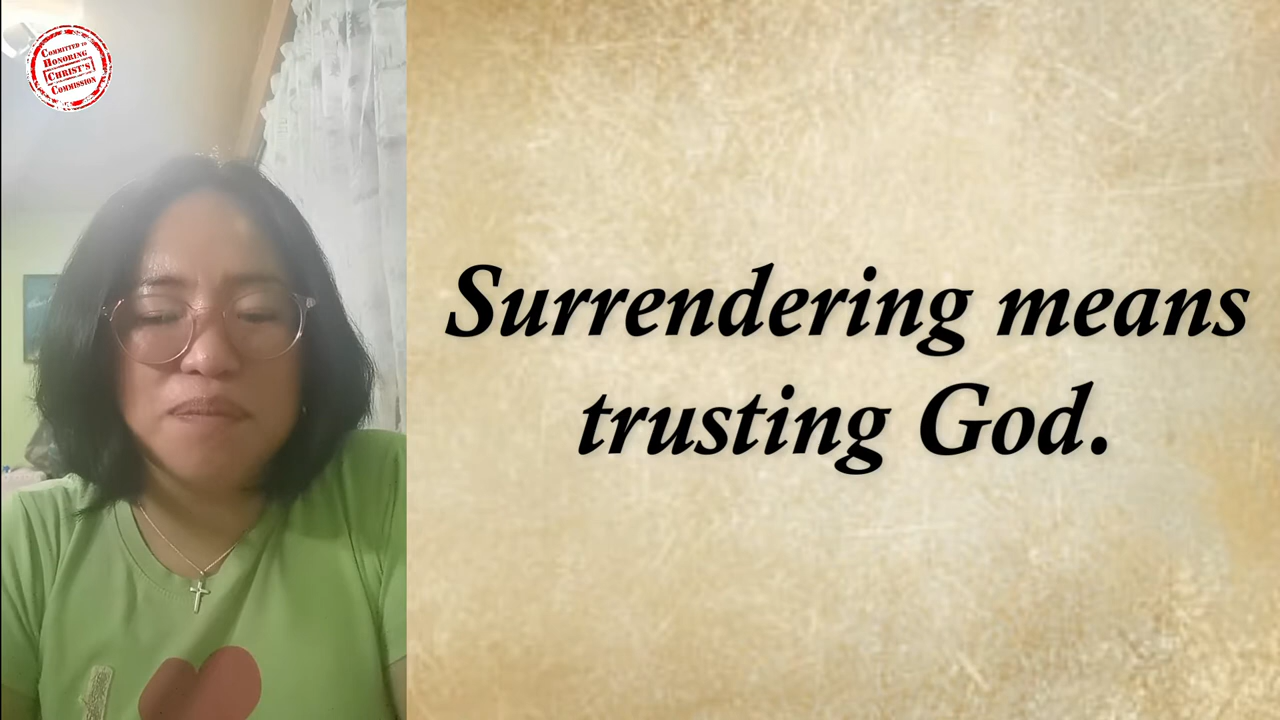 COMMITTED TO
HONORING
CHRIST'S
COMMISSION
Surrendering means
trusting God.